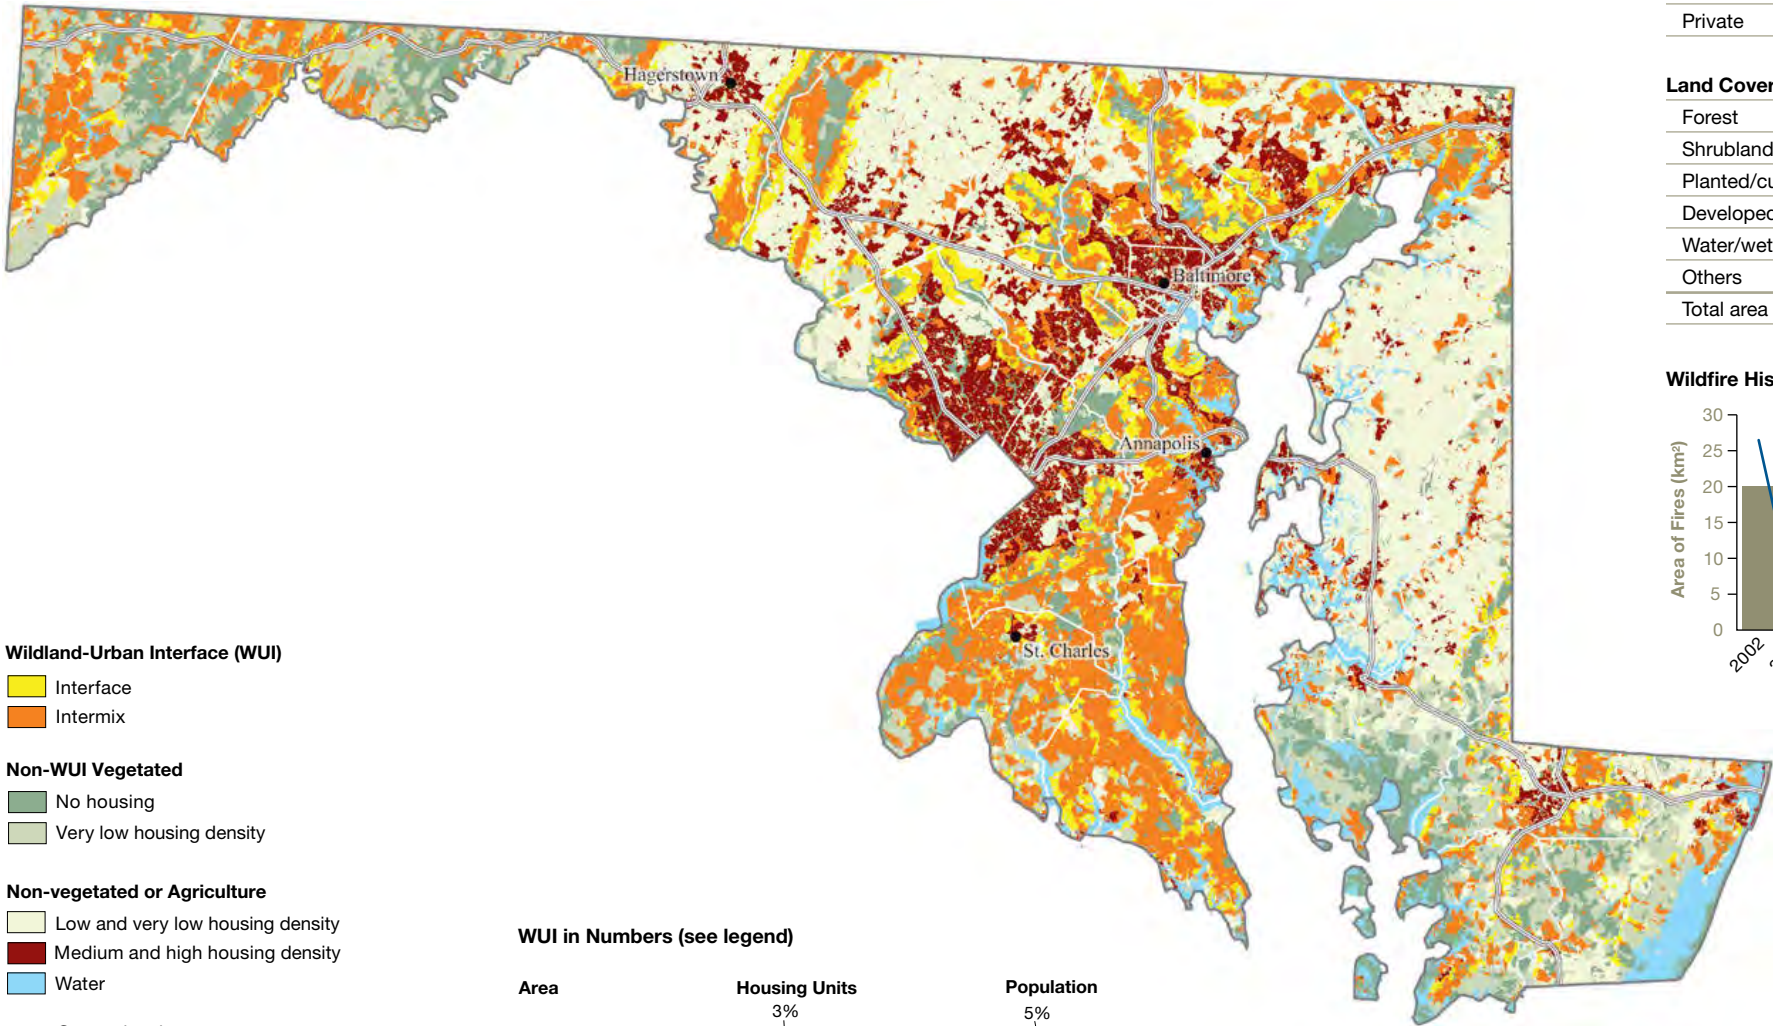 Private
Land Cover
Forest
Shrubland
Planted/cu
Developed
Water/wet
Others
Total area
Hagerstown
Baltimore
Annapolis
St. Charles
Wildfire His
Area of Fires (km²)
30
25
20
15
10
5
0
2002
Wildland-Urban Interface (WUI)
Interface
Intermix
Non-WUI Vegetated
No housing
Very low housing density
Non-vegetated or Agriculture
Low and very low housing density
Medium and high housing density
Water
WUI in Numbers (see legend)
Area
Housing Units
Population
3%
5%